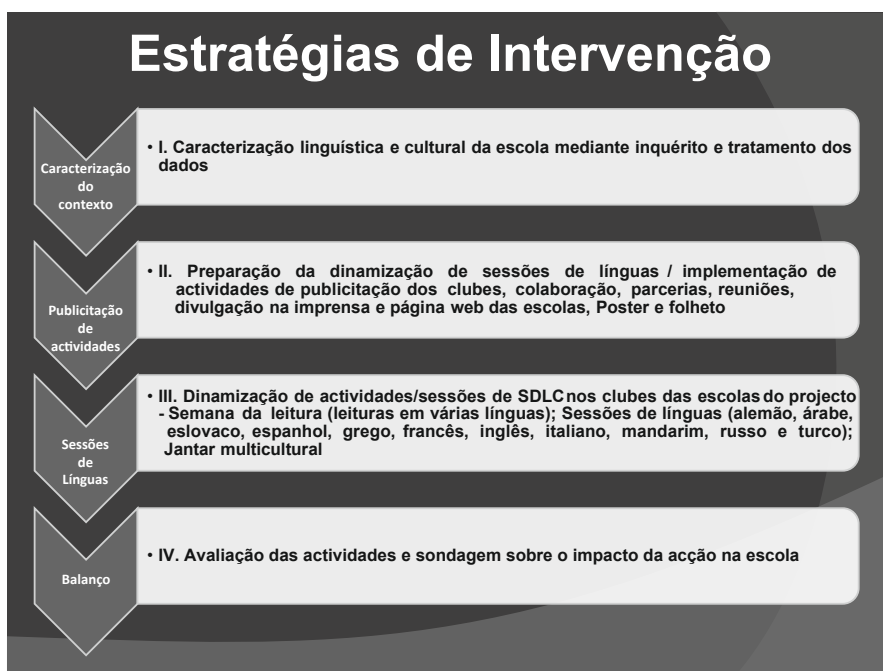 Estratégias de Intervenção
Caracterização
do
contexto
• I. Caracterização linguística e cultural da escola mediante inquérito e tratamento dos
dados
Publicitação
de
actividades
• II. Preparação da dinamização de sessões de línguas / implementação de
actividades de publicitação dos clubes, colaboração, parcerias, reuniões,
divulgação na imprensa e página web das escolas, Poster e folheto
Sessões
de
Línguas
• III. Dinamização de actividades/sessões de SDLC nos clubes das escolas do projecto
- Semana da leitura (leituras em várias línguas); Sessões de línguas (alemão, árabe,
eslovaco, espanhol, grego, francês, inglês, italiano, mandarim, russo e turco);
Jantar multicultural
Balanço
• IV. Avaliação das actividades e sondagem sobre o impacto da acção na escola